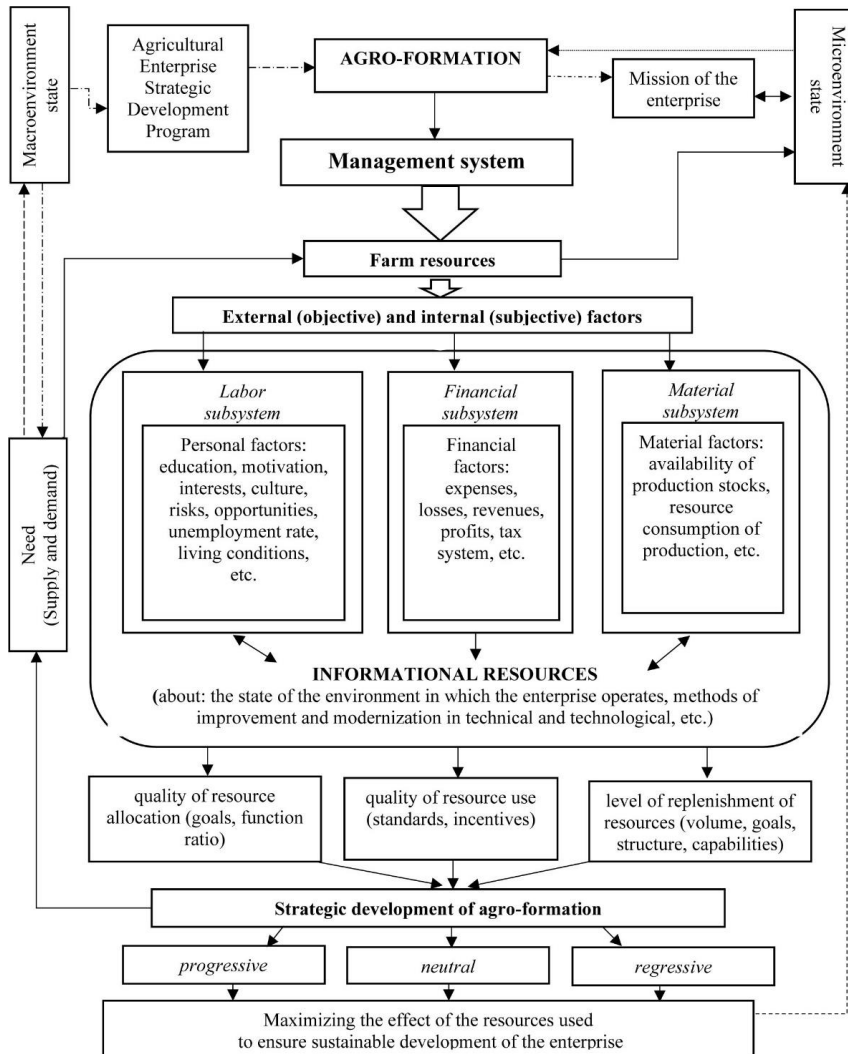 Macroenvironment
state
Agricultural
Enterprise
Strategic
Development
Program
AGRO-FORMATION
Mission of the
enterprise
Microenvironment
state
Management system
Farm resources
External (objective) and internal (subjective) factors
Labor
subsystem
Personal factors:
education, motivation,
interests, culture,
risks, opportunities,
unemployment rate,
living conditions,
etc.
Financial
subsystem
Financial
factors:
expenses,
losses, revenues,
profits, tax
system, etc.
Material
subsystem
Material factors:
availability of
production stocks,
resource
consumption of
production, etc.
Need
(Supply and demand)
INFORMATIONAL RESOURCES
(about: the state of the environment in which the enterprise operates, methods of
improvement and modernization in technical and technological, etc.)
quality of resource
allocation (goals, function
ratio)
quality of resource use
(standards, incentives)
level of replenishment of
resources (volume, goals,
structure, capabilities)
Strategic development of agro-formation
progressive
neutral
regressive
Maximizing the effect of the resources used
to ensure sustainable development of the enterprise